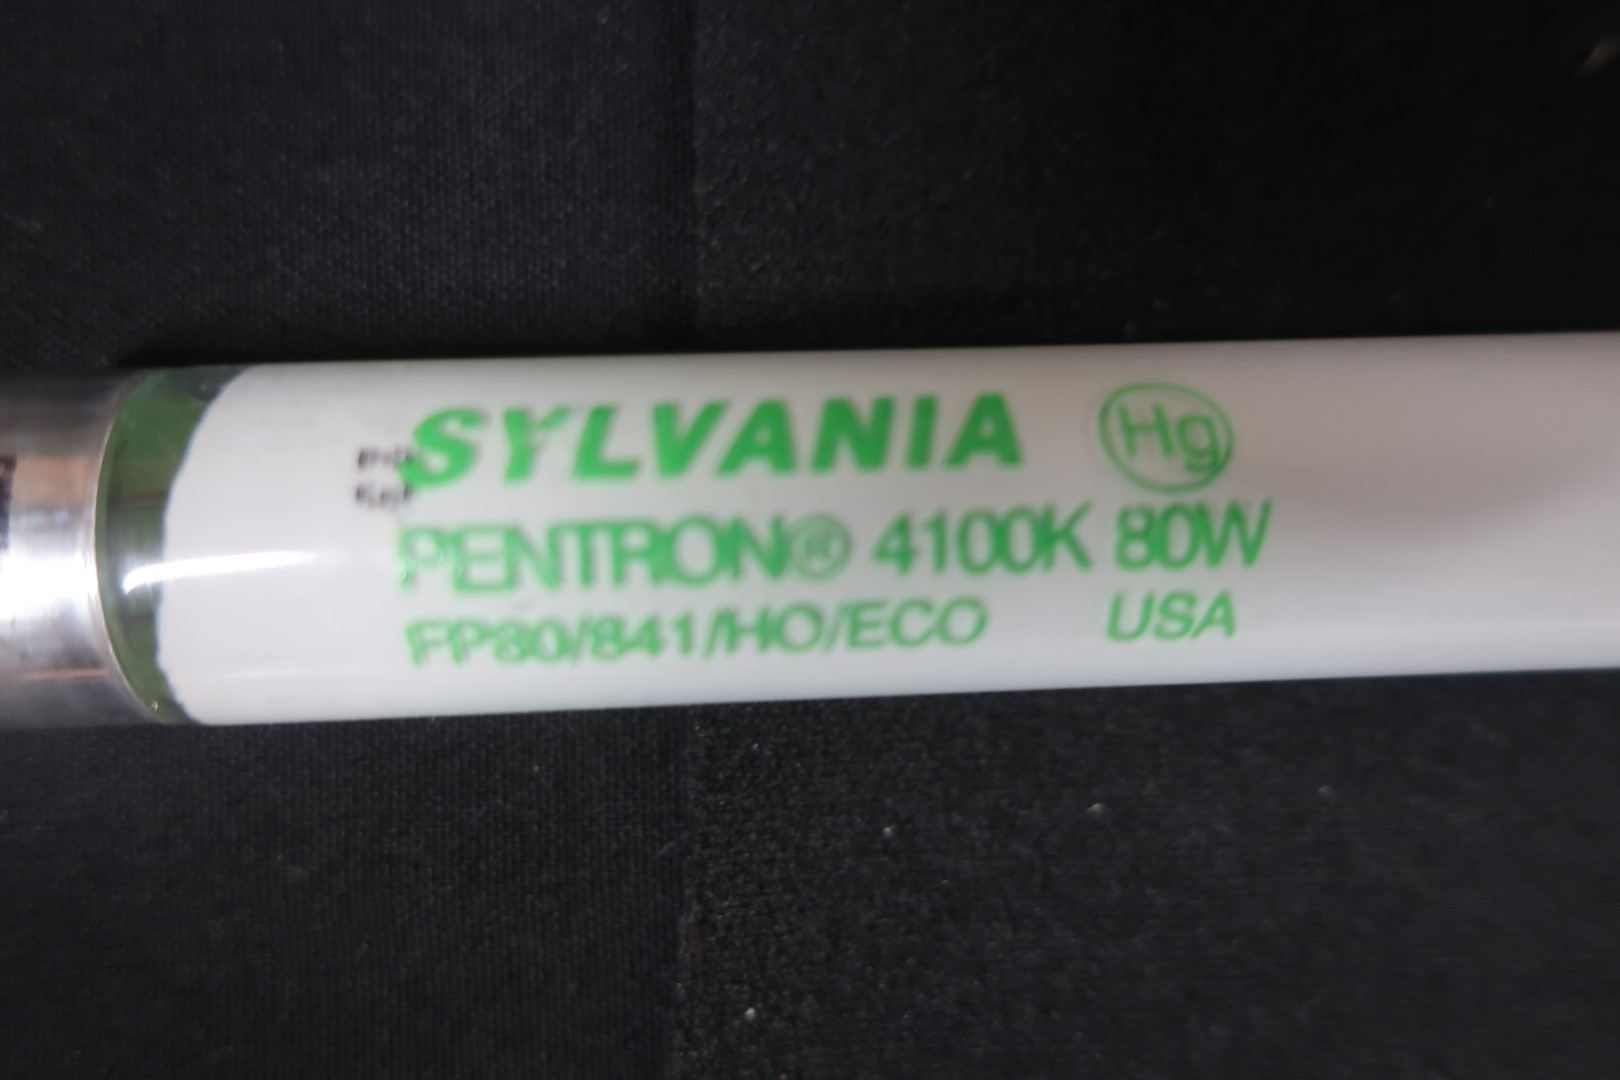 SYLVANIA Hg
PENTRON® 4100K 80W
FP80/841/HO/ECO USA